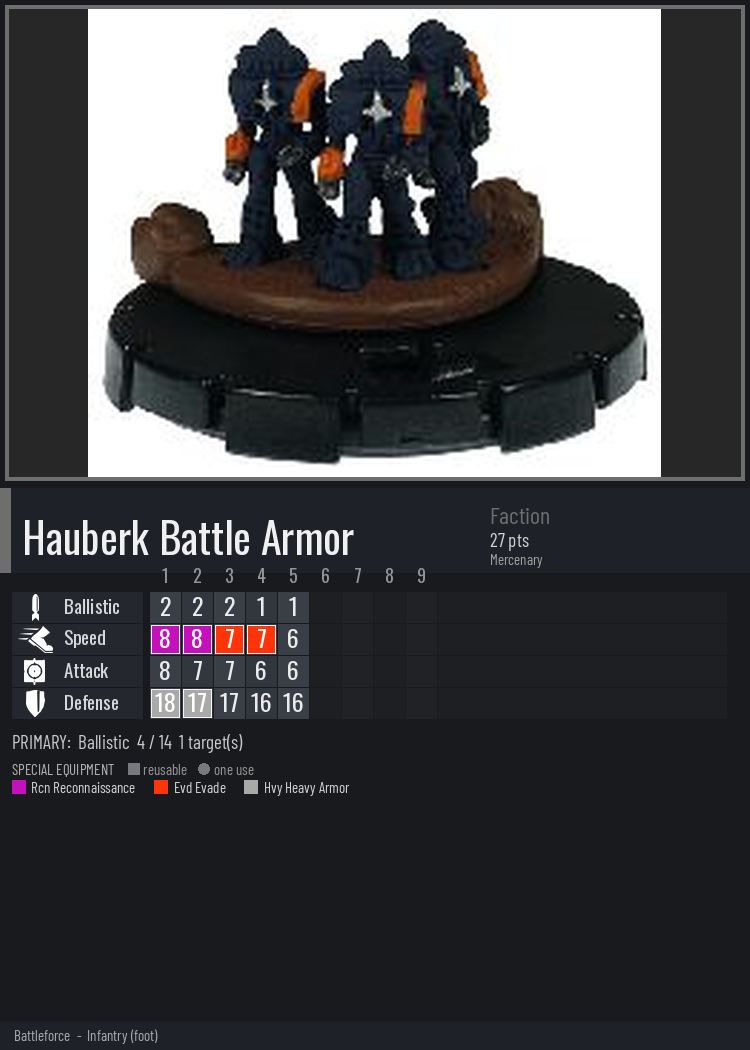 Hauberk Battle Armor
Faction
27 pts
Mercenary
1 2 3 4 5 6 7 8 9
Ballistic 2 2 2 1 1
Speed 8 8 7 7 6
Attack 8 7 7 6 6
Defense 18 17 17 16 16
PRIMARY: Ballistic 4 / 14 1 target(s)
SPECIAL EQUIPMENT reusable one use
Rcn Reconnaissance Evd Evade Hvy Heavy Armor
Battleforce - Infantry (foot)